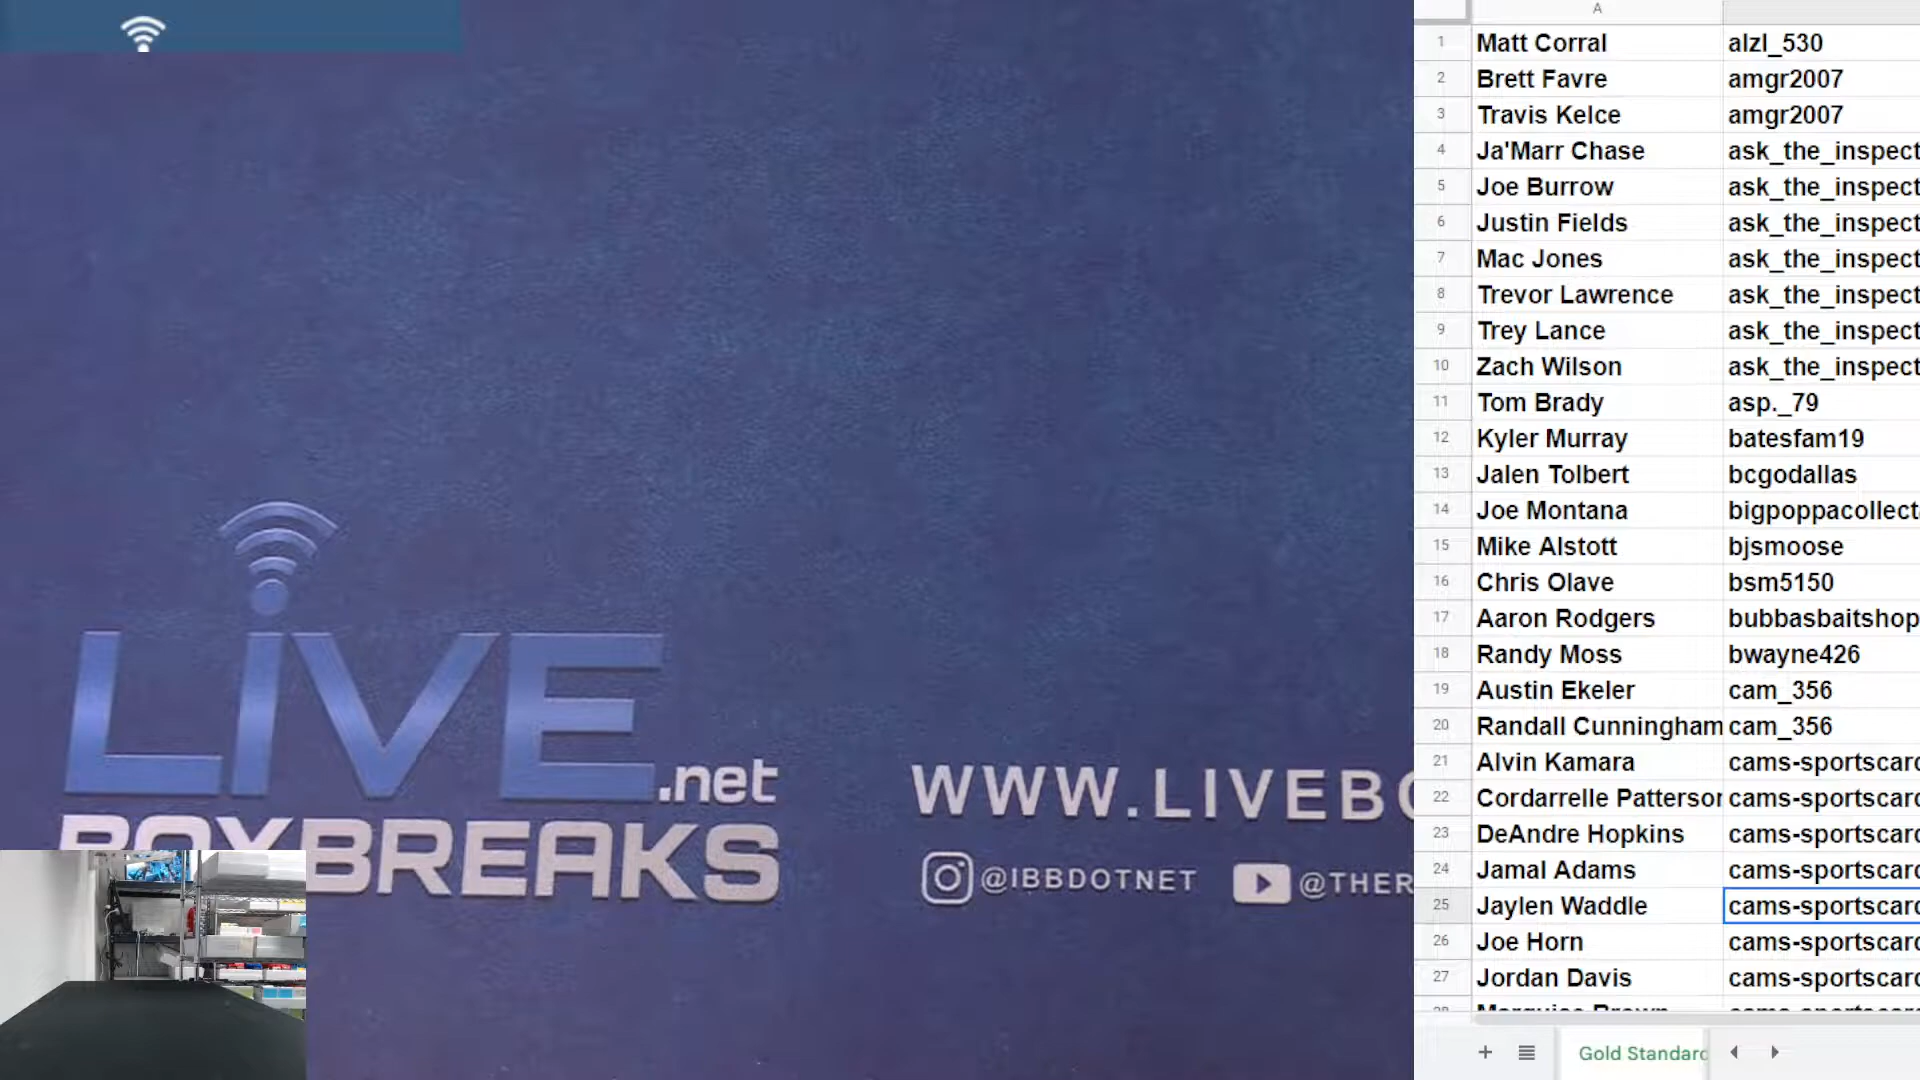 LIVE.net
BOXBREAKS
WWW.LIVEBO
@IBBDOTNET
@THER
A
1 Matt Corral alzl_530
2 Brett Favre amgr2007
3 Travis Kelce amgr2007
4 Ja'Marr Chase ask_the_inspect
5 Joe Burrow ask_the_inspect
6 Justin Fields ask_the_inspect
7 Mac Jones ask_the_inspect
8 Trevor Lawrence ask_the_inspect
9 Trey Lance ask_the_inspect
10 Zach Wilson ask_the_inspect
11 Tom Brady asp._79
12 Kyler Murray batesfam19
13 Jalen Tolbert bcgodallas
14 Joe Montana bigpoppacollect
15 Mike Alstott bjsmoose
16 Chris Olave bsm5150
17 Aaron Rodgers bubbasbaitshop
18 Randy Moss bwayne426
19 Austin Ekeler cam_356
20 Randall Cunningham cam_356
21 Alvin Kamara cams-sportscard
22 Cordarrelle Patterson cams-sportscard
23 DeAndre Hopkins cams-sportscard
24 Jamal Adams cams-sportscard
25 Jaylen Waddle cams-sportscard
26 Joe Horn cams-sportscard
27 Jordan Davis cams-sportscard
Gold Standard